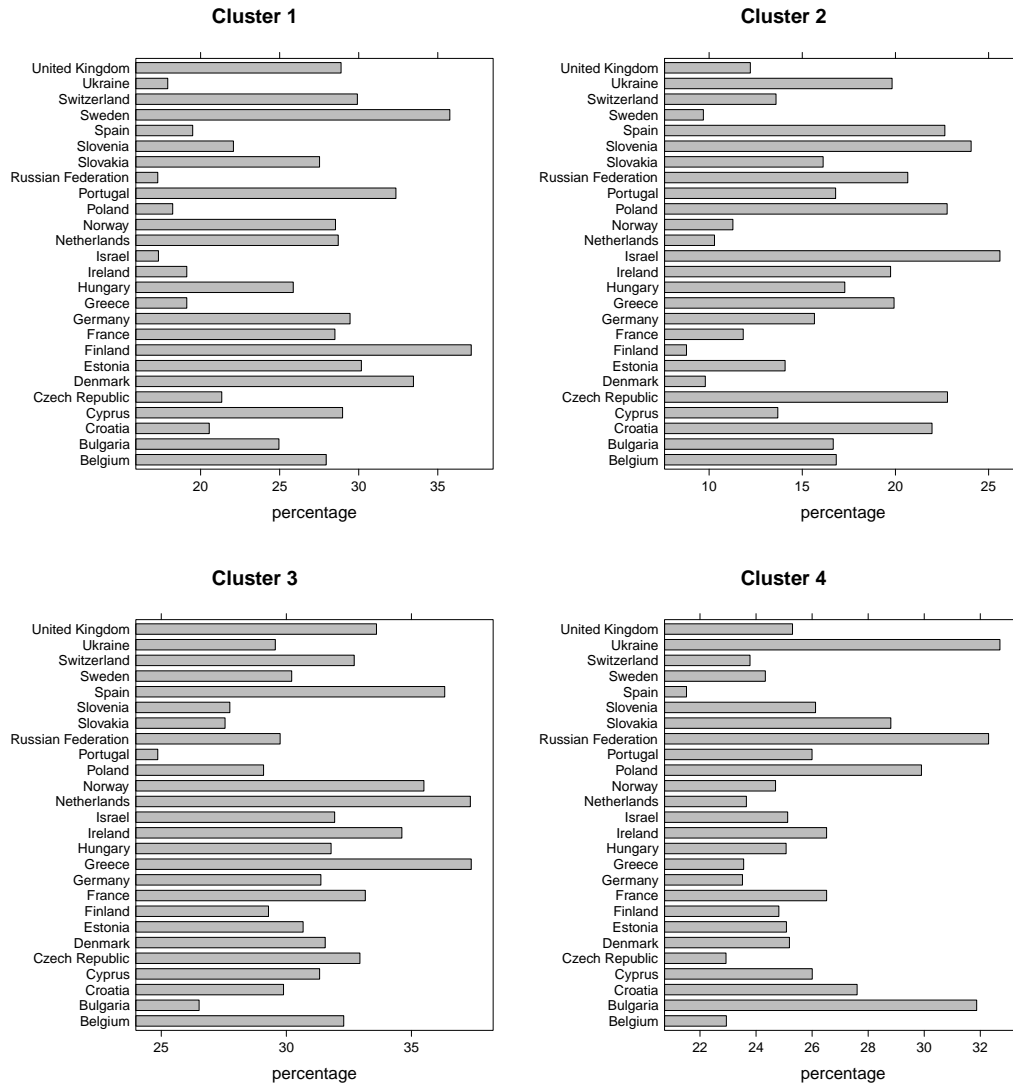 Cluster 1
United Kingdom
Ukraine
Switzerland
Sweden
Spain
Slovenia
Slovakia
Russian Federation
Portugal
Poland
Norway
Netherlands
Israel
Ireland
Hungary
Greece
Germany
France
Finland
Estonia
Denmark
Czech Republic
Cyprus
Croatia
Bulgaria
Belgium
20 25 30 35
percentage
Cluster 2
United Kingdom
Ukraine
Switzerland
Sweden
Spain
Slovenia
Slovakia
Russian Federation
Portugal
Poland
Norway
Netherlands
Israel
Ireland
Hungary
Greece
Germany
France
Finland
Estonia
Denmark
Czech Republic
Cyprus
Croatia
Bulgaria
Belgium
10 15 20 25
percentage
Cluster 3
United Kingdom
Ukraine
Switzerland
Sweden
Spain
Slovenia
Slovakia
Russian Federation
Portugal
Poland
Norway
Netherlands
Israel
Ireland
Hungary
Greece
Germany
France
Finland
Estonia
Denmark
Czech Republic
Cyprus
Croatia
Bulgaria
Belgium
25 30 35
percentage
Cluster 4
United Kingdom
Ukraine
Switzerland
Sweden
Spain
Slovenia
Slovakia
Russian Federation
Portugal
Poland
Norway
Netherlands
Israel
Ireland
Hungary
Greece
Germany
France
Finland
Estonia
Denmark
Czech Republic
Cyprus
Croatia
Bulgaria
Belgium
22 24 26 28 30 32
percentage